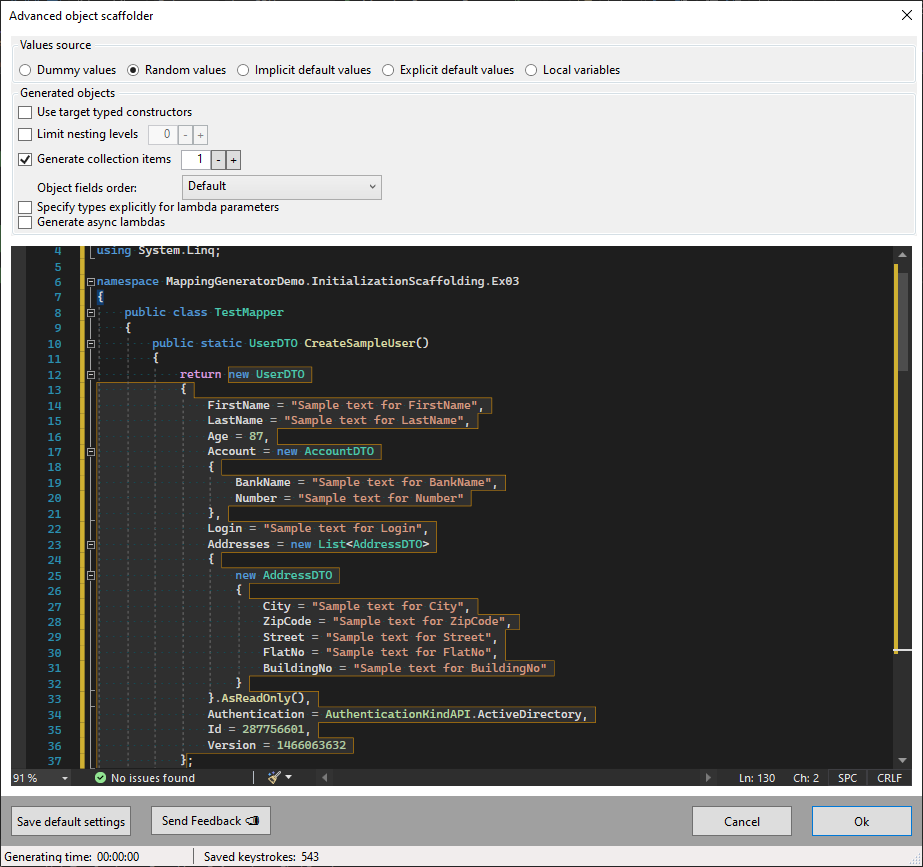 Advanced object scaffolder
Values source
Dummy values Random values Implicit default values Explicit default values Local variables
Generated objects
Use target typed constructors
Limit nesting levels 0 - +
Generate collection items 1 - +
Object fields order: Default
Specify types explicitly for lambda parameters
Generate async lambdas
4 using System.Linq;
5
6 namespace MappingGeneratorDemo.InitializationScaffolding.Ex03
7 {
8 public class TestMapper
9 {
10 public static UserDTO CreateSampleUser()
11 {
12 return new UserDTO
13 {
14 FirstName = "Sample text for FirstName",
15 LastName = "Sample text for LastName",
16 Age = 87,
17 Account = new AccountDTO
18 {
19 BankName = "Sample text for BankName",
20 Number = "Sample text for Number"
21 },
22 Login = "Sample text for Login",
23 Addresses = new List<AddressDTO>
24 {
25 new AddressDTO
26 {
27 City = "Sample text for City",
28 ZipCode = "Sample text for ZipCode",
29 Street = "Sample text for Street",
30 FlatNo = "Sample text for FlatNo",
31 BuildingNo = "Sample text for BuildingNo"
32 }
33 }.AsReadOnly(),
34 Authentication = AuthenticationKindAPI.ActiveDirectory,
35 Id = 287756601,
36 Version = 1466063632
37 };
91 % No issues found Ln: 130 Ch: 2 SPC CRLF
Save default settings Send Feedback Cancel Ok
Generating time: 00:00:00 Saved keystrokes: 543